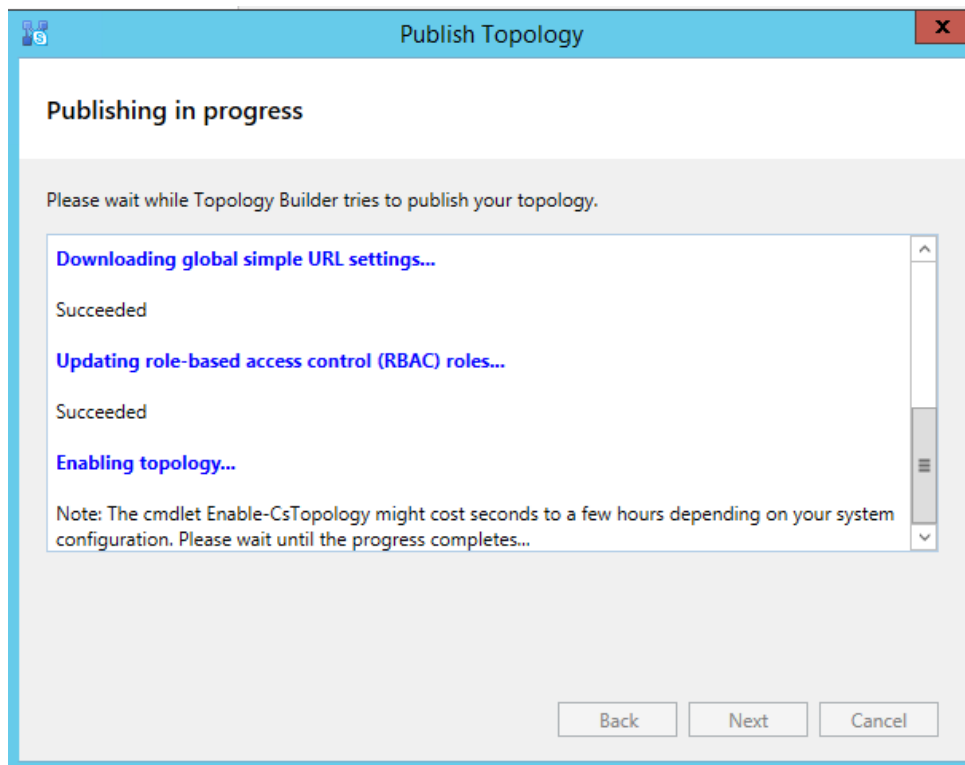 S
Publish Topology
x
Publishing in progress
Please wait while Topology Builder tries to publish your topology.
Downloading global simple URL settings...
Succeeded
Updating role-based access control (RBAC) roles...
Succeeded
Enabling topology...
Note: The cmdlet Enable-CsTopology might cost seconds to a few hours depending on your system
configuration. Please wait until the progress completes...
Back Next Cancel